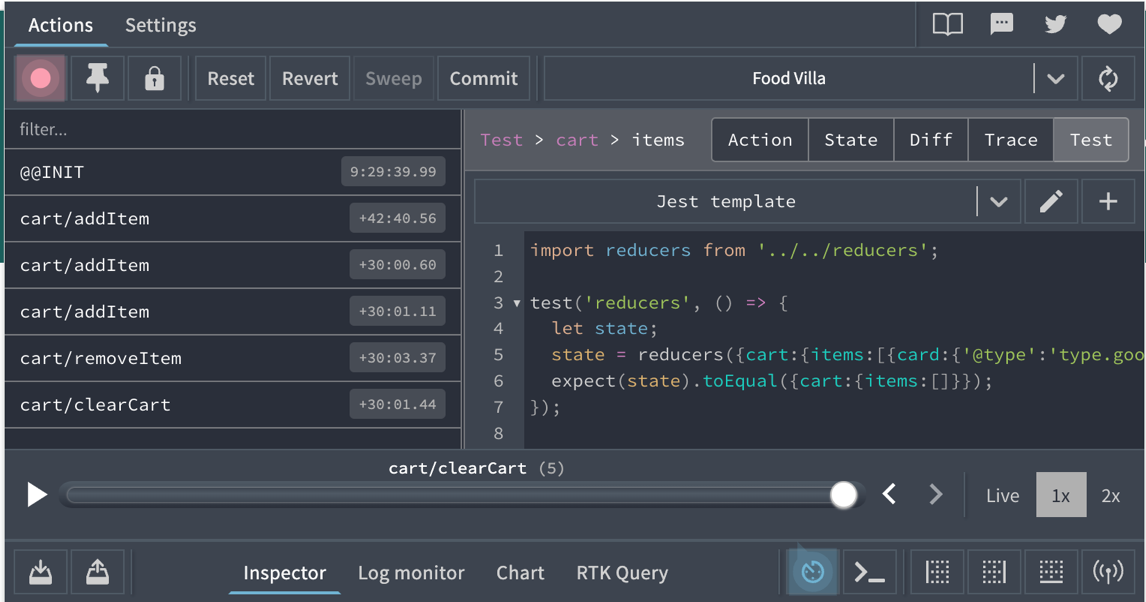 Actions Settings
Reset Revert Sweep Commit Food Villa
filter...
@@INIT 9:29:39.99
cart/addItem +42:40.56
cart/addItem +30:00.60
cart/addItem +30:01.11
cart/removeItem +30:03.37
cart/clearCart +30:01.44
Test > cart > items Action State Diff Trace Test
Jest template
1 import reducers from '../../reducers';
2
3 test('reducers', () => {
4 let state;
5 state = reducers({cart:{items:[{card:{'@type':'type.goo
6 expect(state).toEqual({cart:{items:[]}});
7 });
8
cart/clearCart (5)
Live 1x 2x
Inspector Log monitor Chart RTK Query